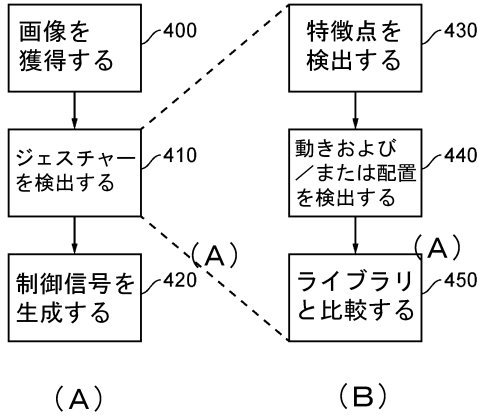 画像を
獲得する
400
ジェスチャー
を検出する
410
制御信号を
生成する
420
(A)
特徴点を
検出する
430
動きおよび
/または配置
を検出する
440
ライブラリ
と比較する
450
(A)
(A)
(B)